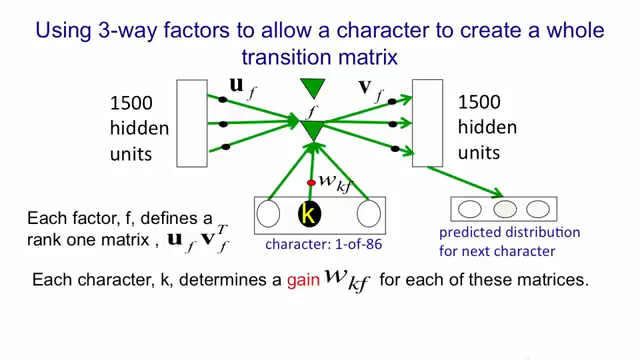 Using 3-way factors to allow a character to create a whole
transition matrix
u_f
v_f
f
1500
hidden
units
1500
hidden
units
w_kf
k
character: 1-of-86
predicted distribution
for next character
Each factor, f, defines a
rank one matrix , u_f v_f^T
Each character, k, determines a gain w_kf for each of these matrices.